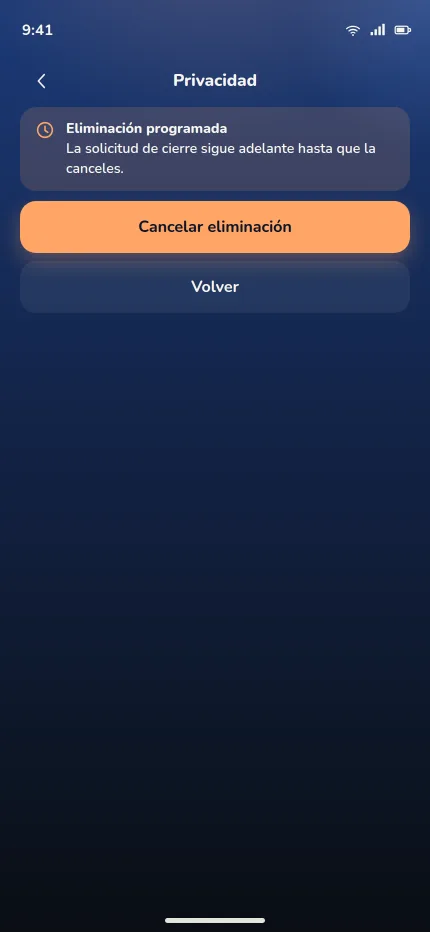 9:41
Privacidad
Eliminación programada
La solicitud de cierre sigue adelante hasta que la
canceles.
Cancelar eliminación
Volver